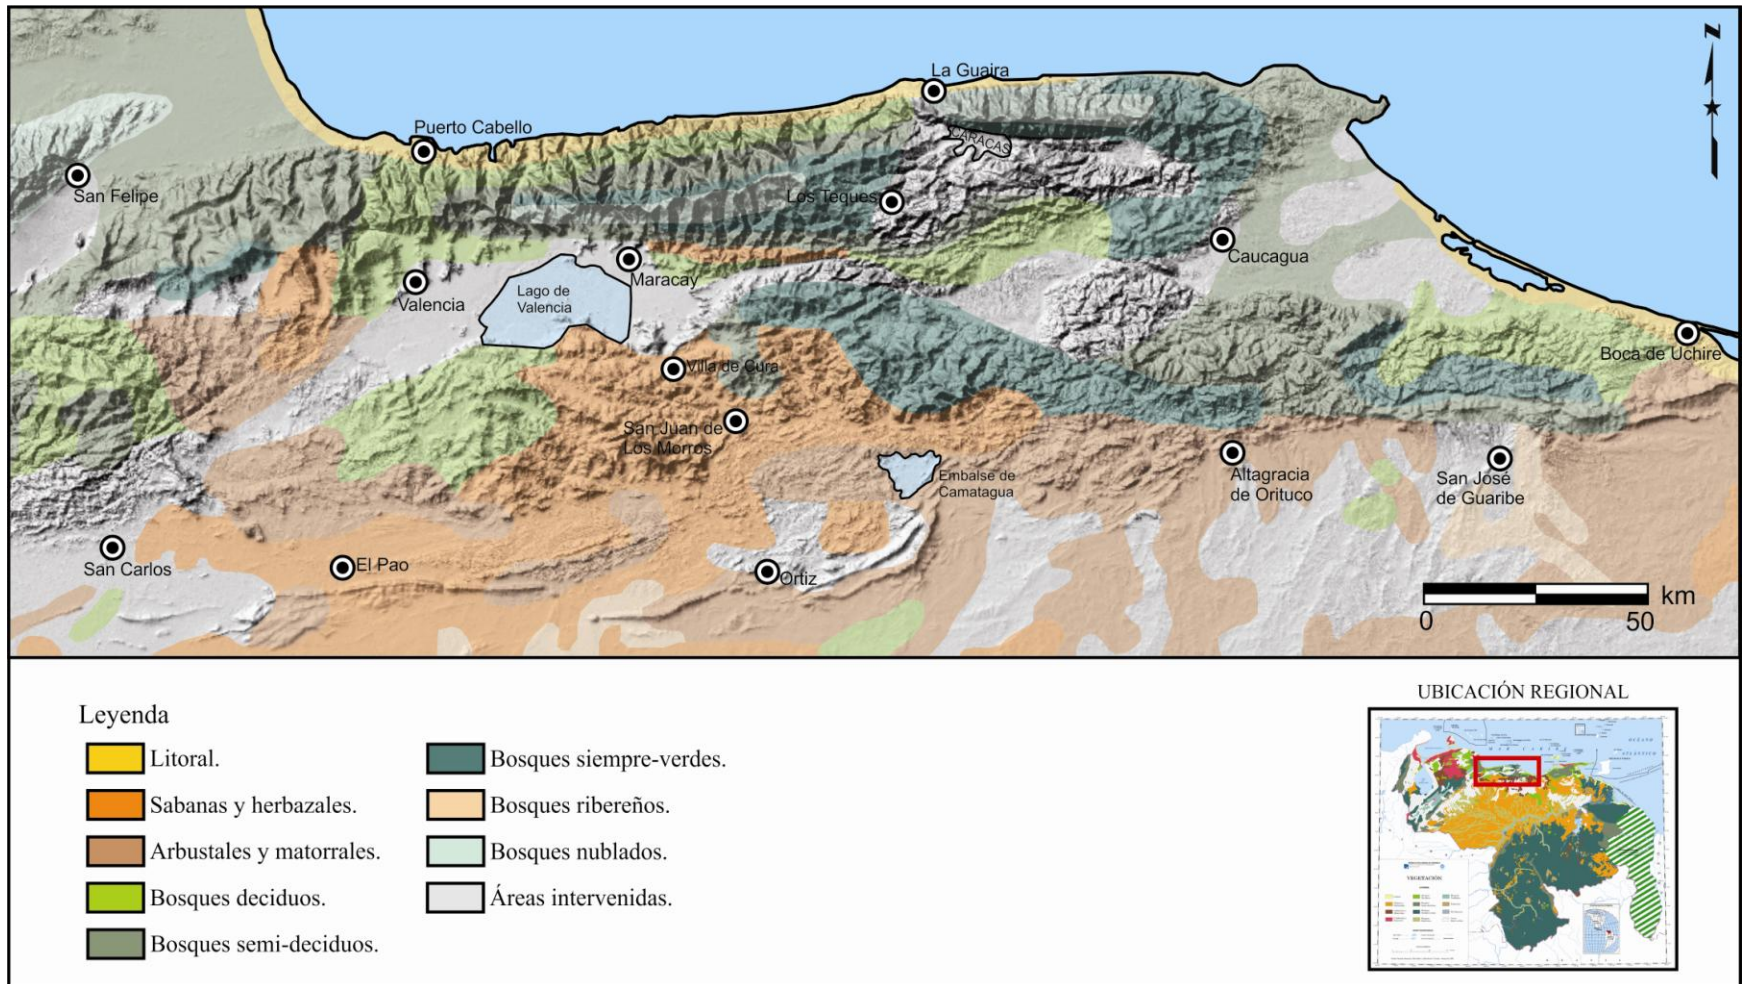 N
La Guaira
Puerto Cabello
CARACAS
San Felipe
Los Teques
Caucagua
Maracay
Valencia
Lago de
Valencia
Boca de Uchire
Villa de Cura
San Juan de
Los Morros
Embalse de
Camatagua
Altagracia
de Orituco
San José
de Guaribe
San Carlos
El Pao
Ortiz
km
0 50
Leyenda
Litoral.
Sabanas y herbazales.
Arbustales y matorrales.
Bosques deciduos.
Bosques semi-deciduos.
Bosques siempre-verdes.
Bosques ribereños.
Bosques nublados.
Áreas intervenidas.
UBICACIÓN REGIONAL
VEGETACIÓN